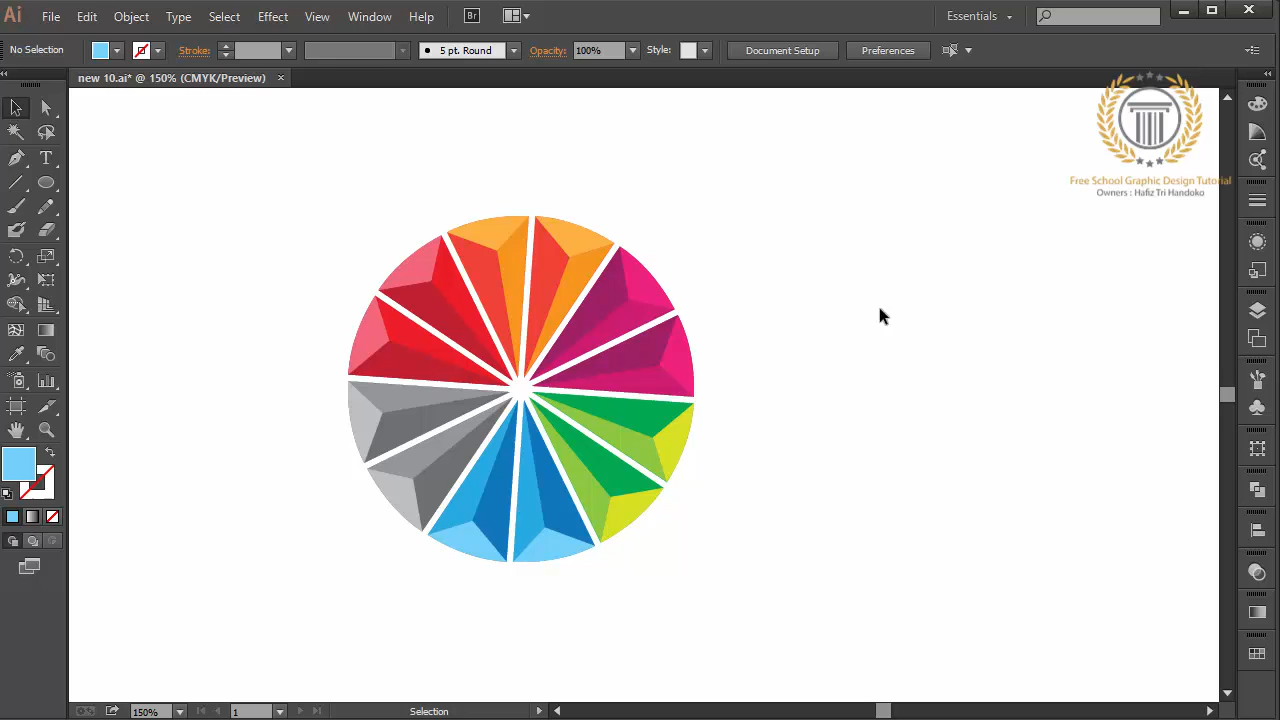 Ai File Edit Object Type Select Effect View Window Help Br Essentials
No Selection Stroke: 5 pt. Round Opacity: 100% Style: Document Setup Preferences
new 10.ai* @ 150% (CMYK/Preview) ×
Free School Graphic Design Tutorial
Owners : Hafiz Tri Handoko
T
150% 1 Selection